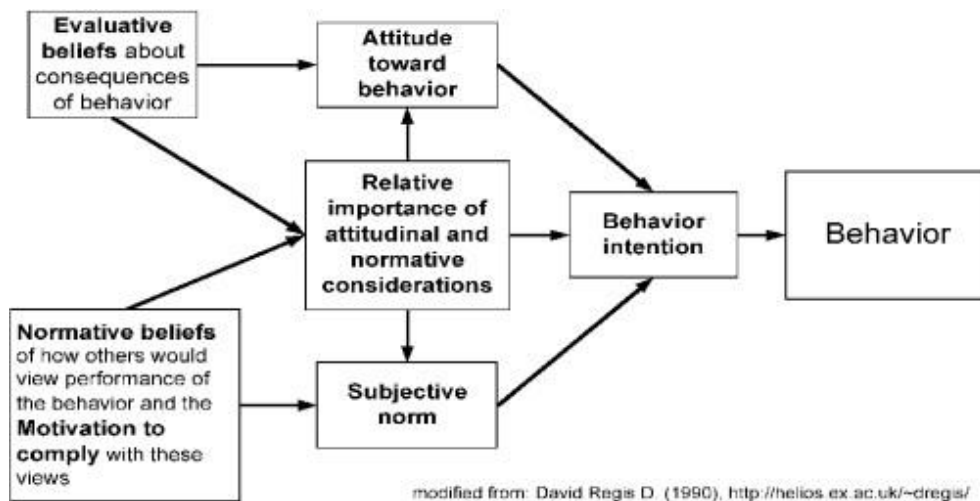 Evaluative
beliefs about
consequences
of behavior
Attitude
toward
behavior
Relative
importance of
attitudinal and
normative
considerations
Behavior
intention
Behavior
Normative beliefs
of how others would
view performance of
the behavior and the
Motivation to
comply with these
views
Subjective
norm
modified from: David Regis D. (1990), http://helios.ex.ac.uk/~dregis/